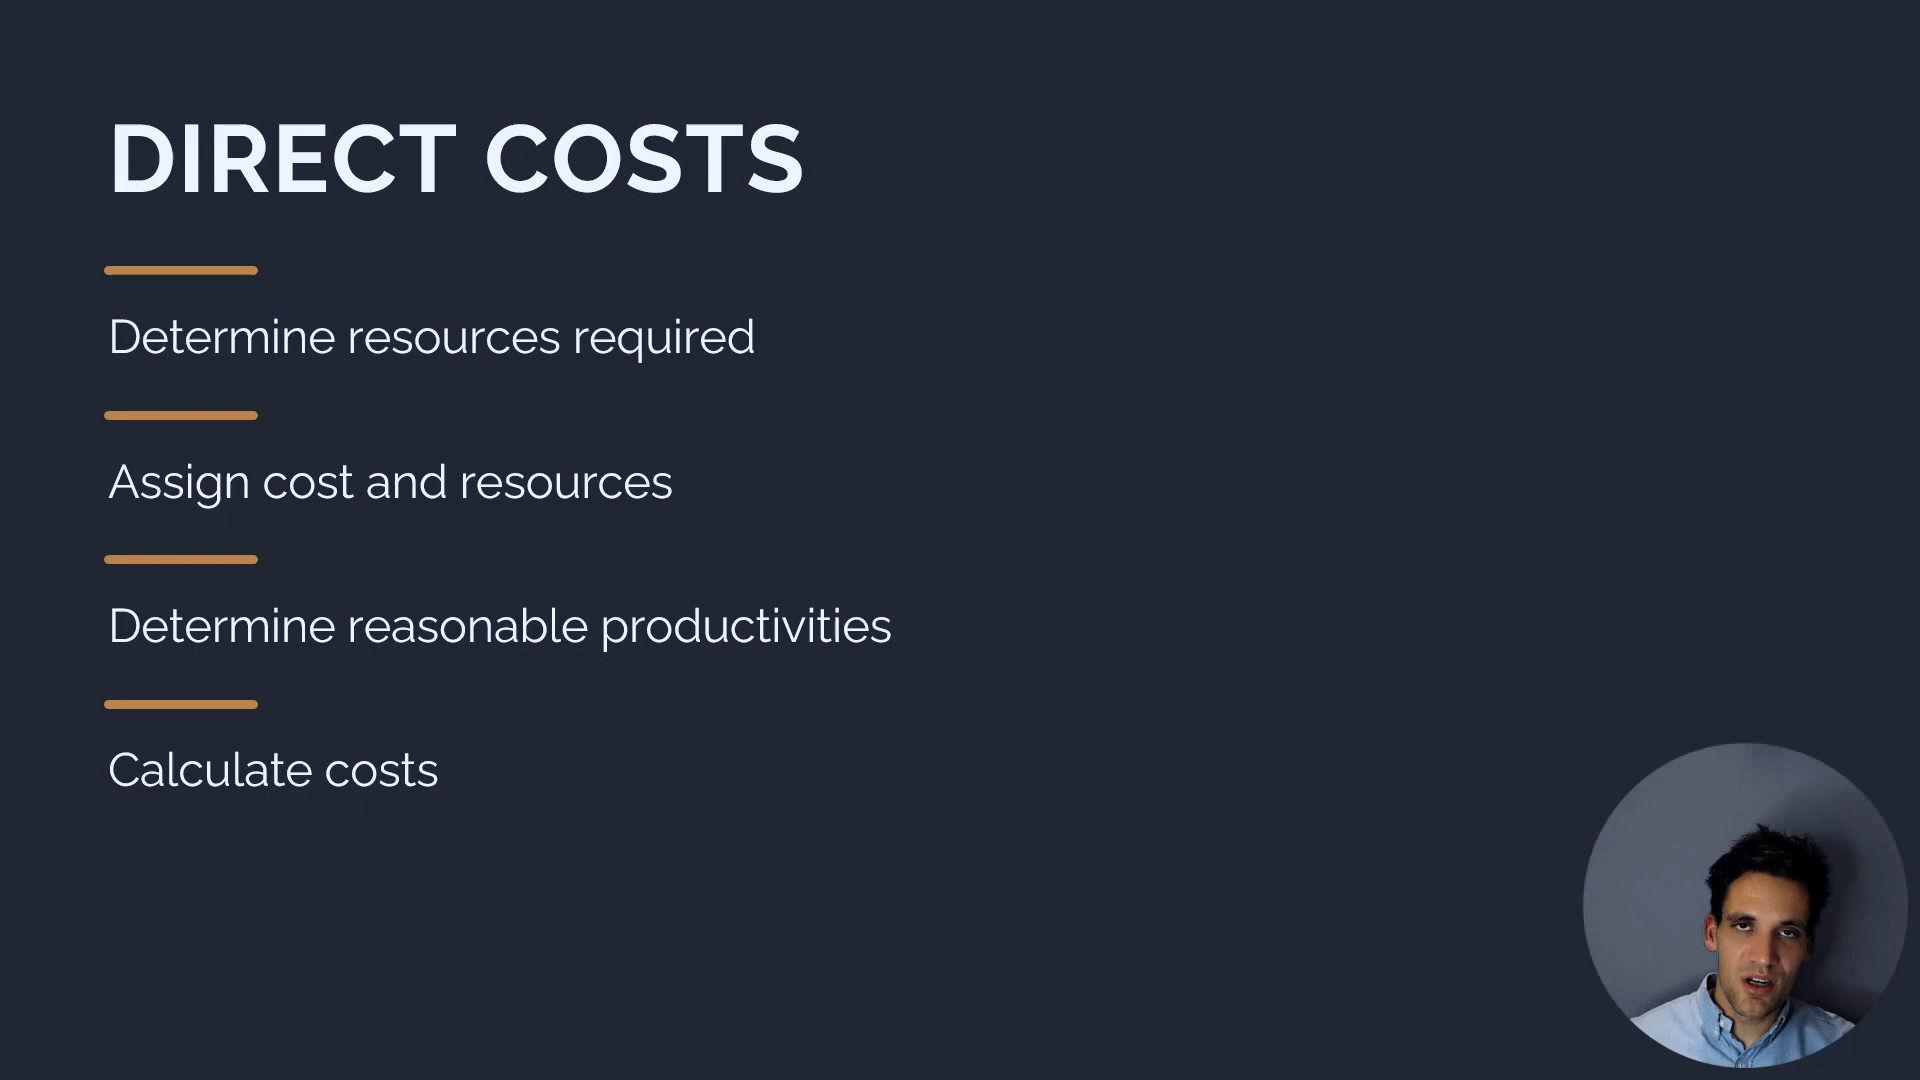 DIRECT COSTS
Determine resources required
Assign cost and resources
Determine reasonable productivities
Calculate costs